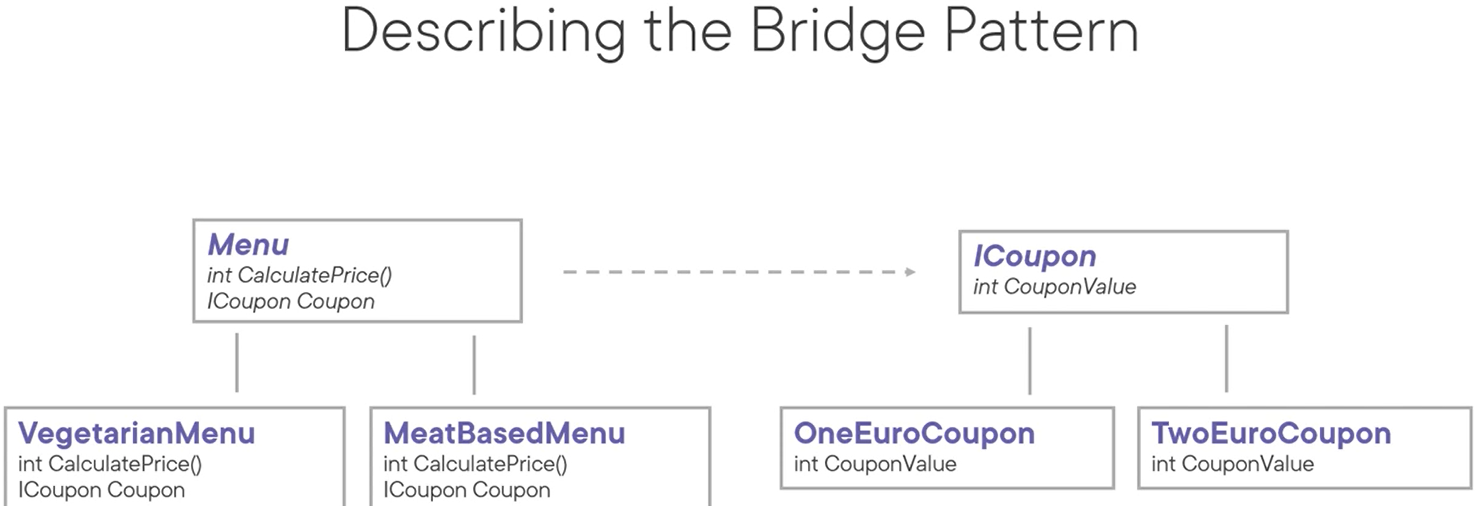 Describing the Bridge Pattern
Menu
int CalculatePrice()
ICoupon Coupon
ICoupon
int CouponValue
VegetarianMenu
int CalculatePrice()
ICoupon Coupon
MeatBasedMenu
int CalculatePrice()
ICoupon Coupon
OneEuroCoupon
int CouponValue
TwoEuroCoupon
int CouponValue